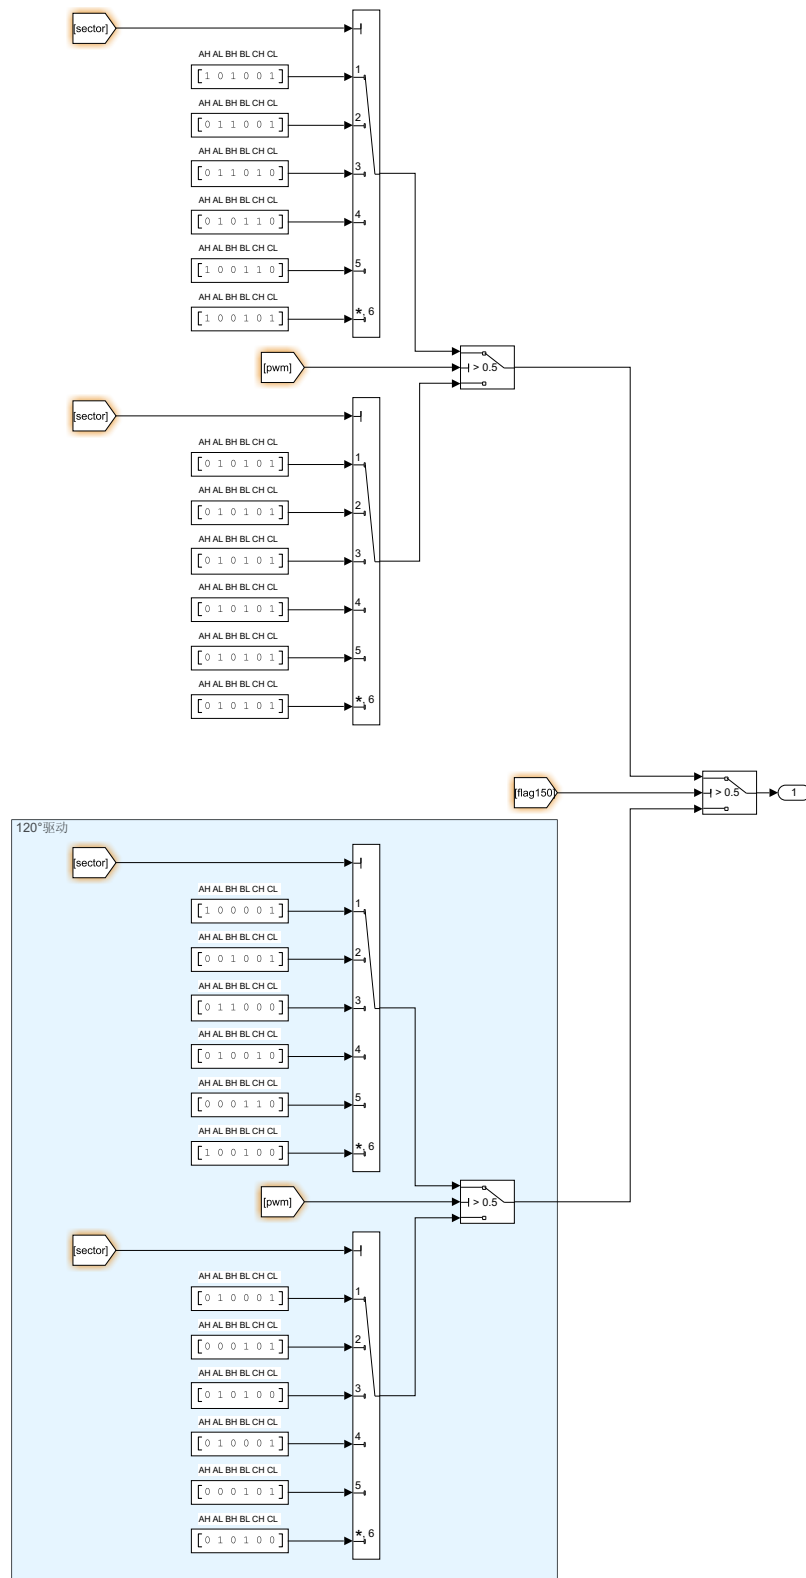 [sector]
AH AL BH BL CH CL
1
[1 0 1 0 0 1]
AH AL BH BL CH CL
2
[0 1 1 0 0 1]
AH AL BH BL CH CL
3
[0 1 1 0 1 0]
AH AL BH BL CH CL
4
[0 1 0 1 1 0]
AH AL BH BL CH CL
5
[1 0 0 1 1 0]
AH AL BH BL CH CL
*, 6
[1 0 0 1 0 1]
[pwm]
> 0.5
[sector]
AH AL BH BL CH CL
1
[0 1 0 1 0 1]
AH AL BH BL CH CL
2
[0 1 0 1 0 1]
AH AL BH BL CH CL
3
[0 1 0 1 0 1]
AH AL BH BL CH CL
4
[0 1 0 1 0 1]
AH AL BH BL CH CL
5
[0 1 0 1 0 1]
AH AL BH BL CH CL
*, 6
[0 1 0 1 0 1]
[flag150]
> 0.5
1
120°驱动
[sector]
AH AL BH BL CH CL
1
[1 0 0 0 0 1]
AH AL BH BL CH CL
2
[0 0 1 0 0 1]
AH AL BH BL CH CL
3
[0 1 1 0 0 0]
AH AL BH BL CH CL
4
[0 1 0 0 1 0]
AH AL BH BL CH CL
5
[0 0 0 1 1 0]
AH AL BH BL CH CL
*, 6
[1 0 0 1 0 0]
[pwm]
> 0.5
[sector]
AH AL BH BL CH CL
1
[0 1 0 0 0 1]
AH AL BH BL CH CL
2
[0 0 0 1 0 1]
AH AL BH BL CH CL
3
[0 1 0 1 0 0]
AH AL BH BL CH CL
4
[0 1 0 0 0 1]
AH AL BH BL CH CL
5
[0 0 0 1 0 1]
AH AL BH BL CH CL
*, 6
[0 1 0 1 0 0]